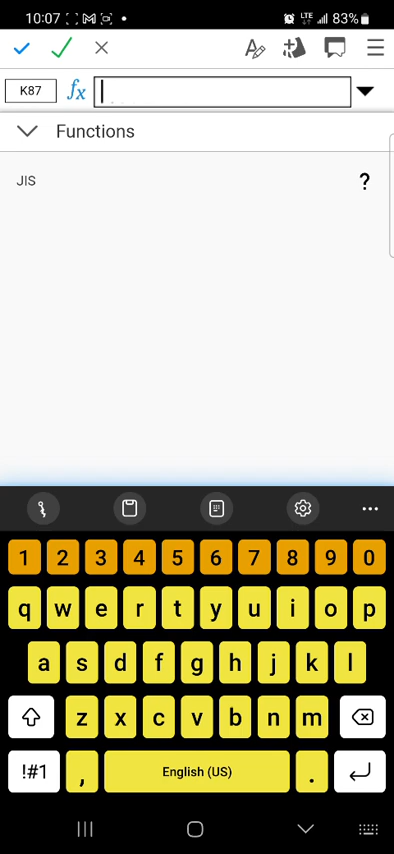 10:07 LTE 83%
K87 fx
Functions
JIS ?
1 2 3 4 5 6 7 8 9 0
q w e r t y u i o p
a s d f g h j k l
z x c v b n m
!#1 , English (US) .